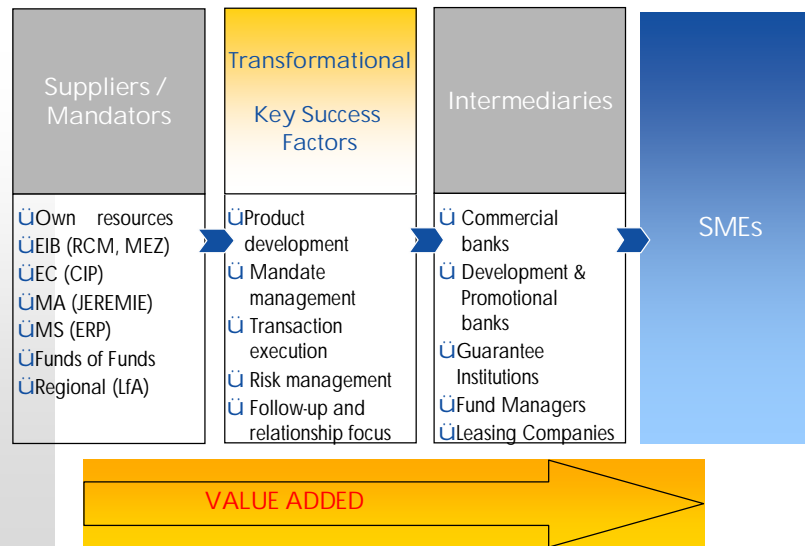 Suppliers /
Mandators
üOwn resources
üEIB (RCM, MEZ)
üEC (CIP)
üMA (JEREMIE)
üMS (ERP)
üFunds of Funds
üRegional (LfA)
Transformational
Key Success
Factors
üProduct
development
ü Mandate
management
ü Transaction
execution
ü Risk management
ü Follow-up and
relationship focus
Intermediaries
ü Commercial
banks
ü Development &
Promotional
banks
üGuarantee
Institutions
üFund Managers
üLeasing Companies
SMEs
VALUE ADDED